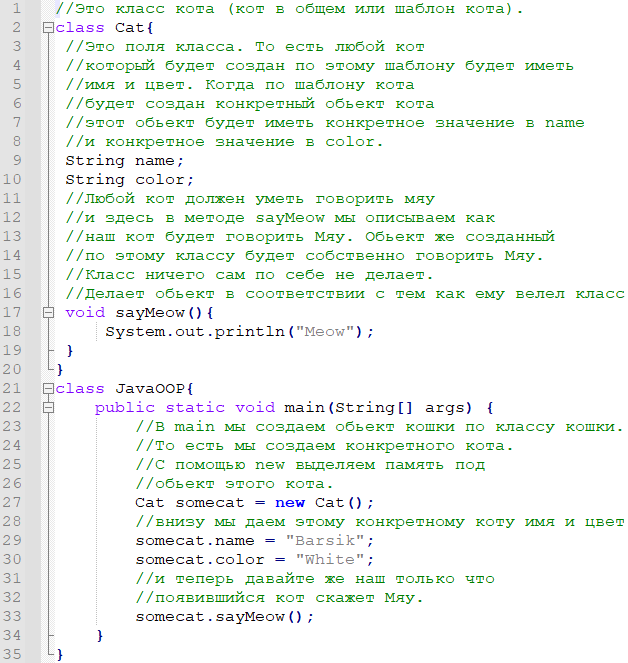 1 //Это класс кота (кот в общем или шаблон кота).
2 class Cat{
3 //Это поля класса. То есть любой кот
4 //который будет создан по этому шаблону будет иметь
5 //имя и цвет. Когда по шаблону кота
6 //будет создан конкретный обьект кота
7 //этот обьект будет иметь конкретное значение в name
8 //и конкретное значение в color.
9 String name;
10 String color;
11 //Любой кот должен уметь говорить мяу
12 //и здесь в методе sayMeow мы описываем как
13 //наш кот будет говорить Мяу. Обьект же созданный
14 //по этому классу будет собственно говорить Мяу.
15 //Класс ничего сам по себе не делает.
16 //Делает обьект в соответствии с тем как ему велел класс
17 void sayMeow(){
18 System.out.println("Meow");
19 }
20 }
21 class JavaOOP{
22 public static void main(String[] args) {
23 //В main мы создаем обьект кошки по классу кошки.
24 //То есть мы создаем конкретного кота.
25 //С помощью new выделяем память под
26 //обьект этого кота.
27 Cat somecat = new Cat();
28 //внизу мы даем этому конкретному коту имя и цвет
29 somecat.name = "Barsik";
30 somecat.color = "White";
31 //и теперь давайте же наш только что
32 //появившийся кот скажет Мяу.
33 somecat.sayMeow();
34 }
35 }